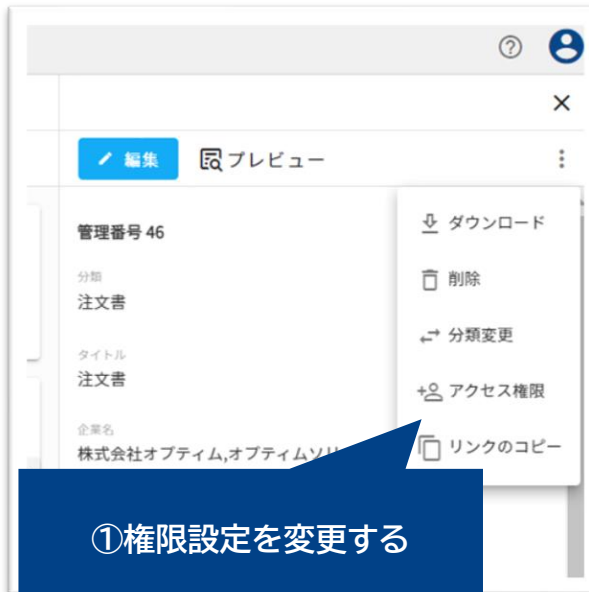 編集
プレビュー
管理番号 46
分類
注文書
タイトル
注文書
企業名
株式会社オプティム,オプティムソリ
ダウンロード
削除
分類変更
アクセス権限
リンクのコピー
①権限設定を変更する